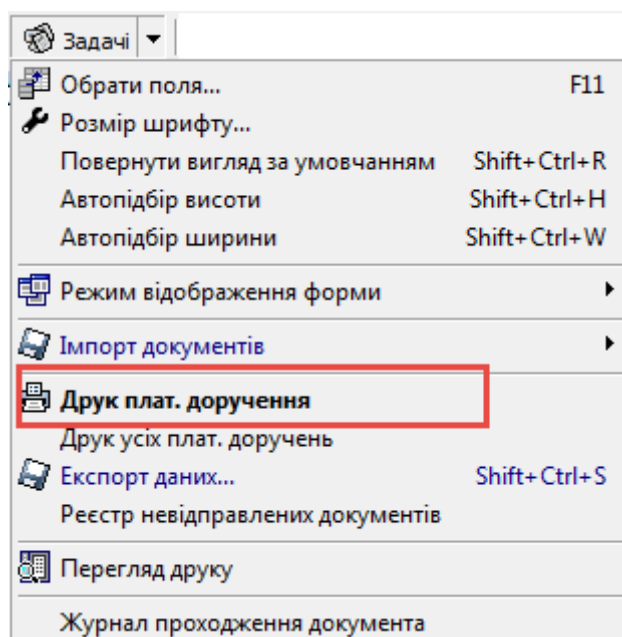 Задачі
Обрати поля... F11
Розмір шрифту...
Повернути вигляд за умовчанням Shift+Ctrl+R
Автопідбір висоти Shift+Ctrl+H
Автопідбір ширини Shift+Ctrl+W
Режим відображення форми
Імпорт документів
Друк плат. доручення
Друк усіх плат. доручень
Експорт даних... Shift+Ctrl+S
Реєстр невідправлених документів
Перегляд друку
Журнал проходження документа